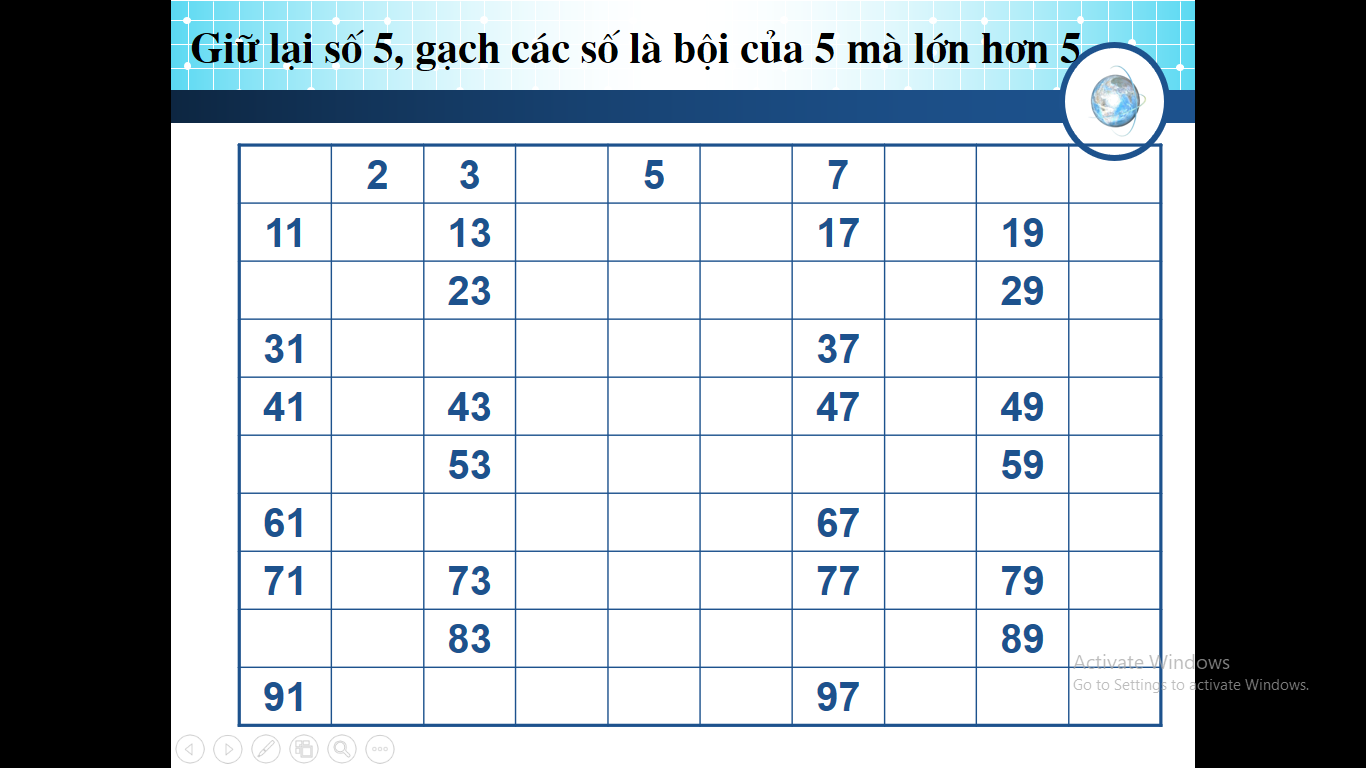 Giữ lại số 5, gạch các số là bội của 5 mà lớn hơn 5
2 3 5 7
11 13 17 19
23 29
31 37
41 43 47 49
53 59
61 67
71 73 77 79
83 89
91 97
Activate Windows
Go to Settings to activate Windows.